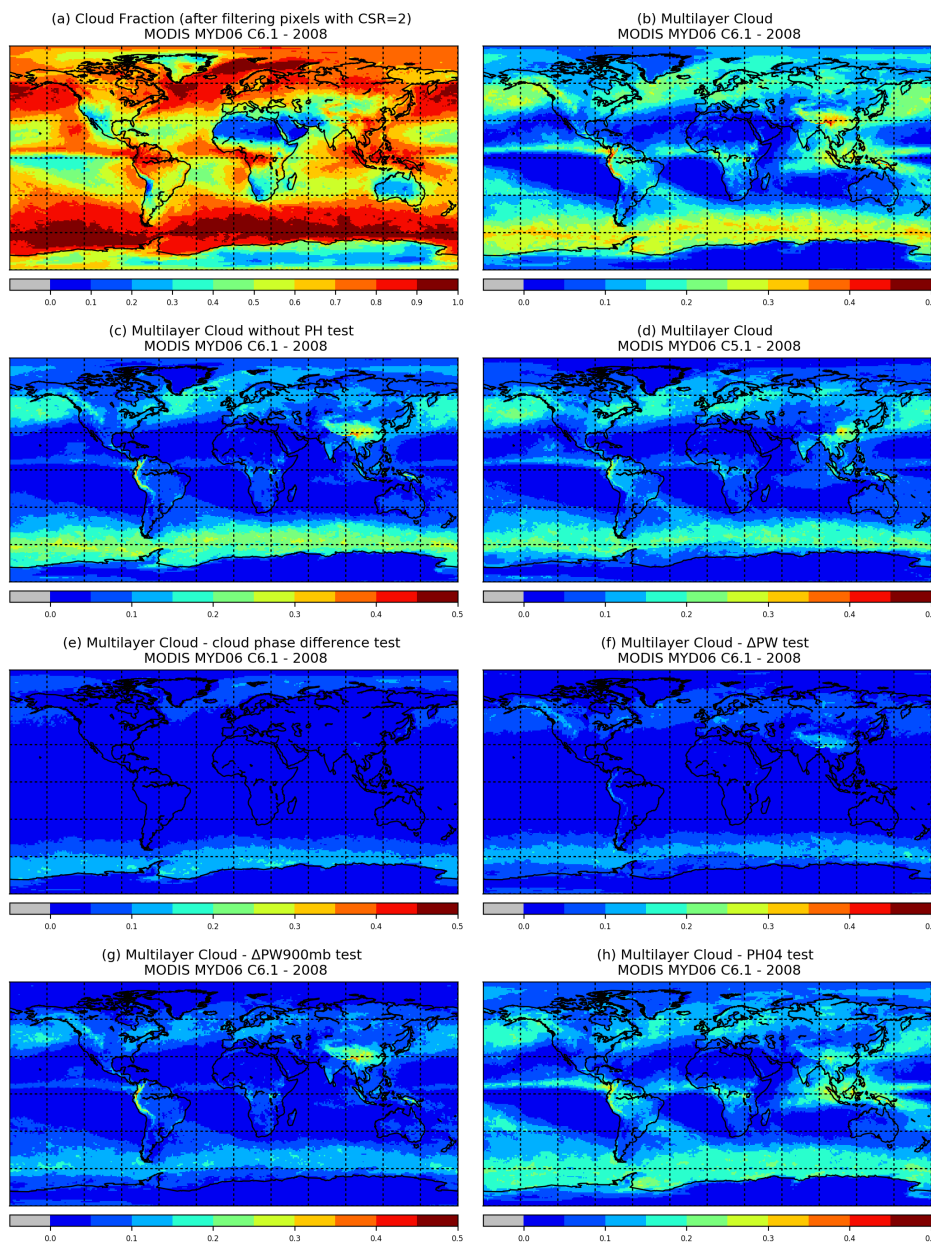 (a) Cloud Fraction (after filtering pixels with CSR=2)
MODIS MYD06 C6.1 - 2008
(b) Multilayer Cloud
MODIS MYD06 C6.1 - 2008
0.0 0.1 0.2 0.3 0.4 0.5 0.6 0.7 0.8 0.9 1.0
0.0 0.1 0.2 0.3 0.4
(c) Multilayer Cloud without PH test
MODIS MYD06 C6.1 - 2008
(d) Multilayer Cloud
MODIS MYD06 C5.1 - 2008
0.0 0.1 0.2 0.3 0.4 0.5
0.0 0.1 0.2 0.3 0.4
(e) Multilayer Cloud - cloud phase difference test
MODIS MYD06 C6.1 - 2008
(f) Multilayer Cloud - ΔPW test
MODIS MYD06 C6.1 - 2008
0.0 0.1 0.2 0.3 0.4 0.5
0.0 0.1 0.2 0.3 0.4
(g) Multilayer Cloud - ΔPW900mb test
MODIS MYD06 C6.1 - 2008
(h) Multilayer Cloud - PH04 test
MODIS MYD06 C6.1 - 2008
0.0 0.1 0.2 0.3 0.4 0.5
0.0 0.1 0.2 0.3 0.4